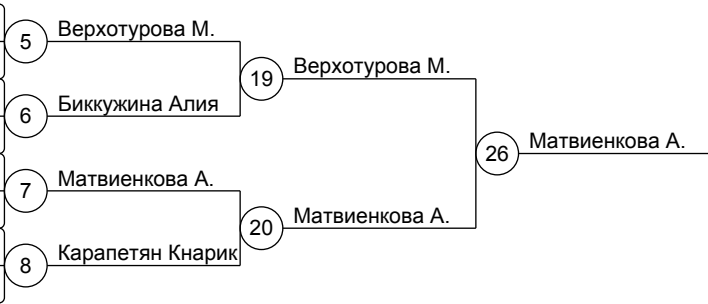 5
Верхотурова М.
19
Верхотурова М.
6
Биккужина Алия
26
Матвиенкова А.
7
Матвиенкова А.
20
Матвиенкова А.
8
Карапетян Кнарик